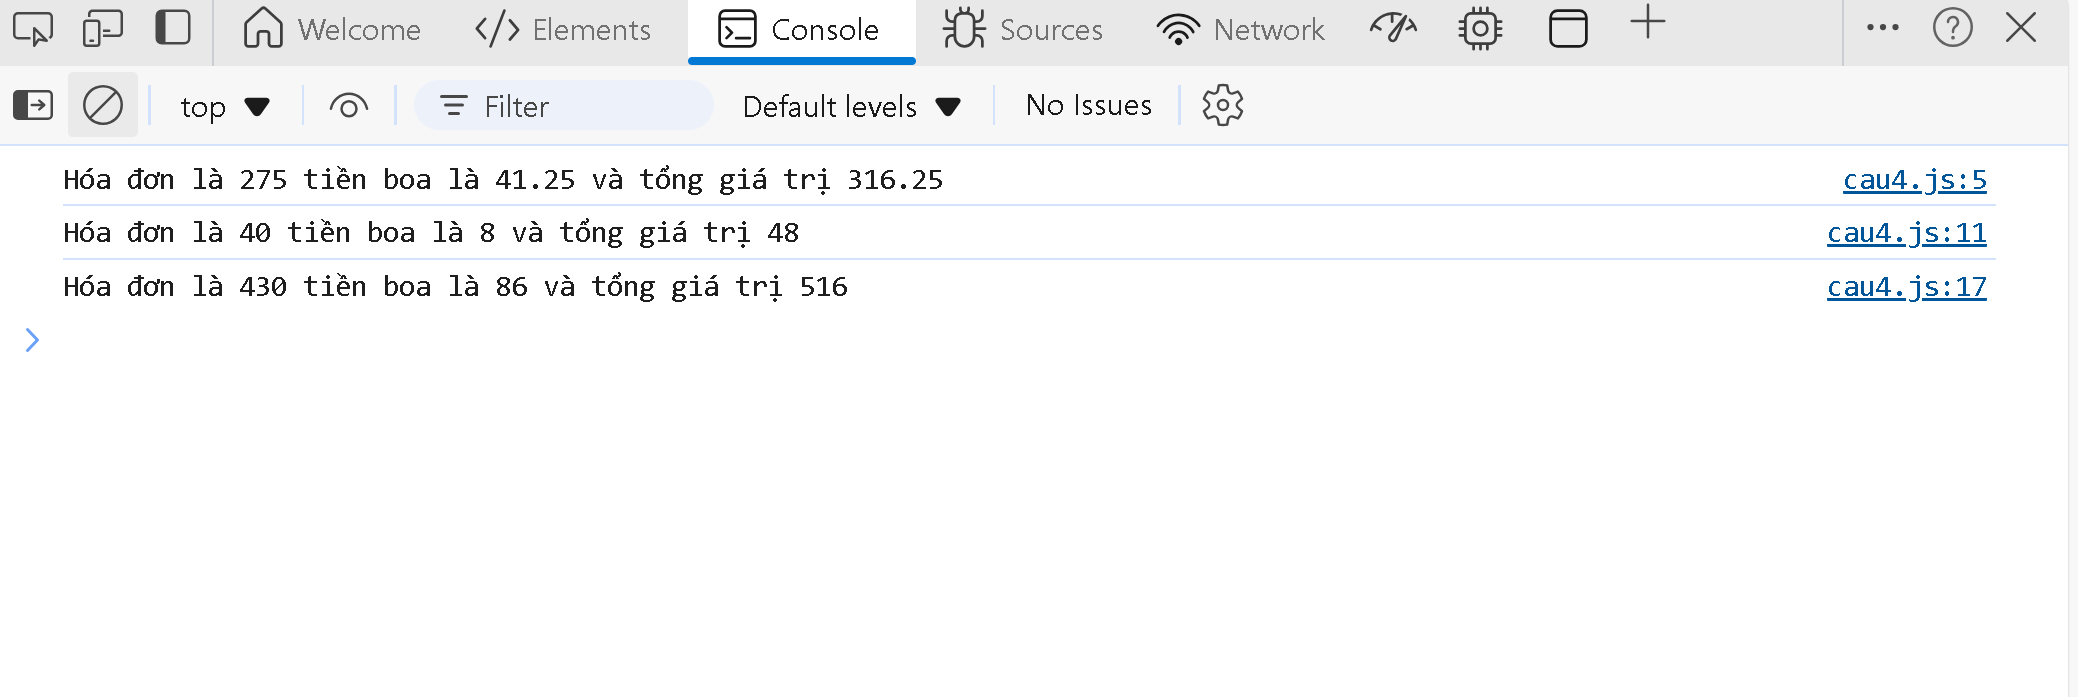 Welcome Elements Console Sources Network
top Filter Default levels No Issues
Hóa đơn là 275 tiền boa là 41.25 và tổng giá trị 316.25 cau4.js:5
Hóa đơn là 40 tiền boa là 8 và tổng giá trị 48 cau4.js:11
Hóa đơn là 430 tiền boa là 86 và tổng giá trị 516 cau4.js:17